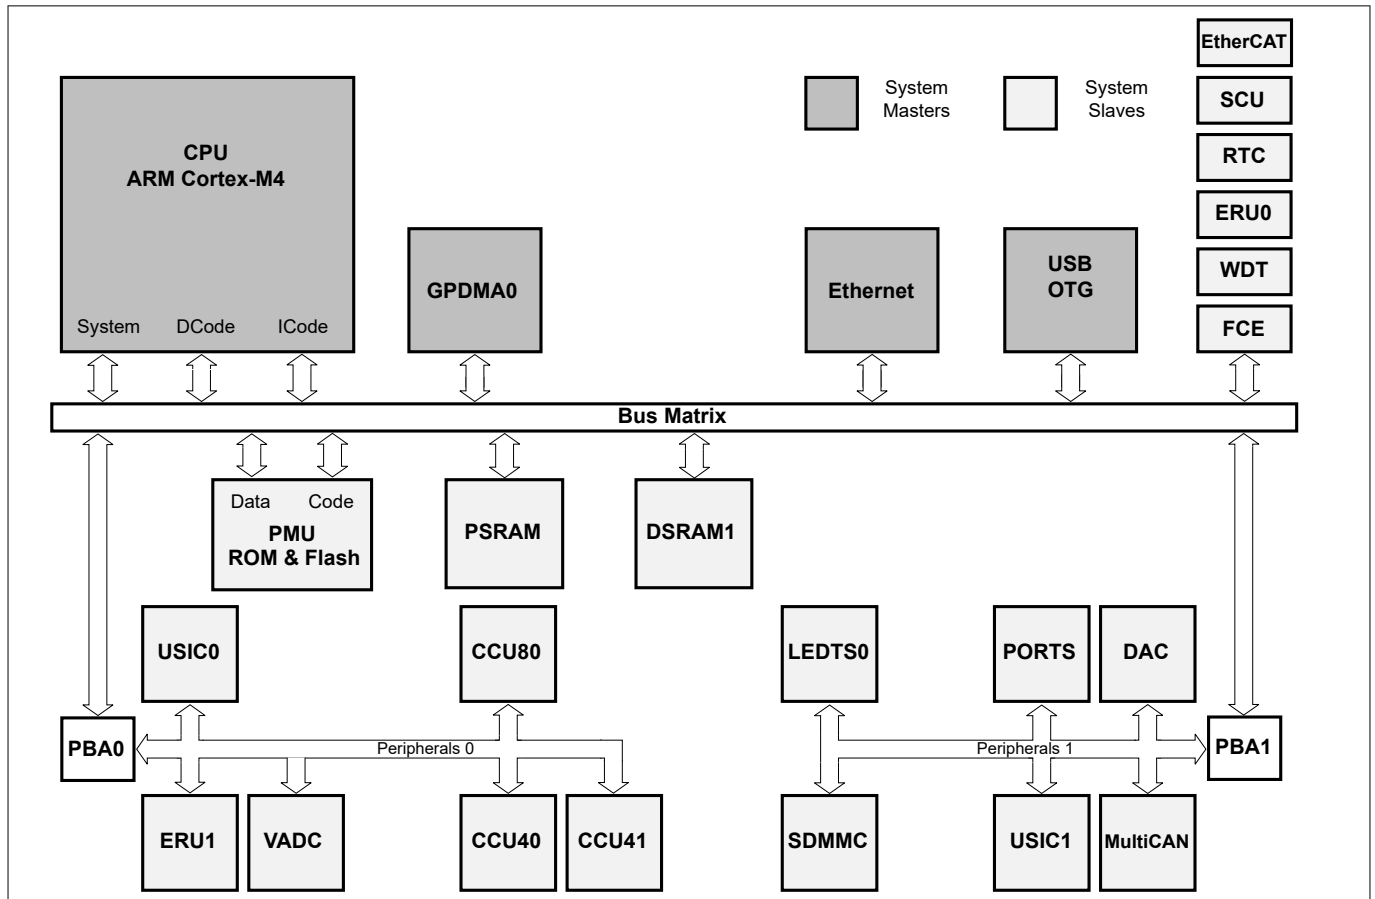 EtherCAT
System
Masters
System
Slaves
SCU
CPU
ARM Cortex-M4
RTC
ERU0
GPDMA0
Ethernet
USB
OTG
WDT
System DCode ICode
FCE
Bus Matrix
Data Code
PMU
ROM & Flash
PSRAM
DSRAM1
USIC0
CCU80
LEDTS0
PORTS
DAC
PBA0
Peripherals 0
Peripherals 1
PBA1
ERU1
VADC
CCU40
CCU41
SDMMC
USIC1
MultiCAN